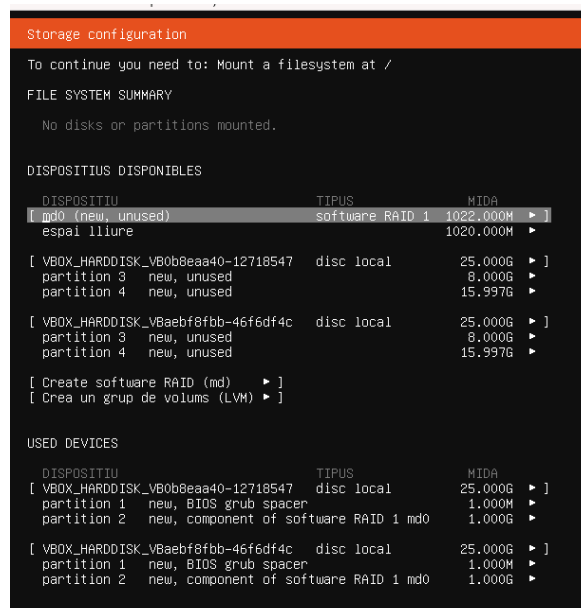 Storage configuration
To continue you need to: Mount a filesystem at /
FILE SYSTEM SUMMARY
No disks or partitions mounted.
DISPOSITIUS DISPONIBLES
DISPOSITIU TIPUS MIDA
[ md0 (new, unused) software RAID 1 1022.000M ▸ ]
espai lliure 1020.000M ▸
[ VBOX_HARDDISK_VB0b8eaa40-12718547 disc local 25.000G ▸ ]
partition 3 new, unused 8.000G ▸
partition 4 new, unused 15.997G ▸
[ VBOX_HARDDISK_VBaebf8fbb-46f6df4c disc local 25.000G ▸ ]
partition 3 new, unused 8.000G ▸
partition 4 new, unused 15.997G ▸
[ Create software RAID (md) ▸ ]
[ Crea un grup de volums (LVM) ▸ ]
USED DEVICES
DISPOSITIU TIPUS MIDA
[ VBOX_HARDDISK_VB0b8eaa40-12718547 disc local 25.000G ▸ ]
partition 1 new, BIOS grub spacer 1.000M ▸
partition 2 new, component of software RAID 1 md0 1.000G ▸
[ VBOX_HARDDISK_VBaebf8fbb-46f6df4c disc local 25.000G ▸ ]
partition 1 new, BIOS grub spacer 1.000M ▸
partition 2 new, component of software RAID 1 md0 1.000G ▸